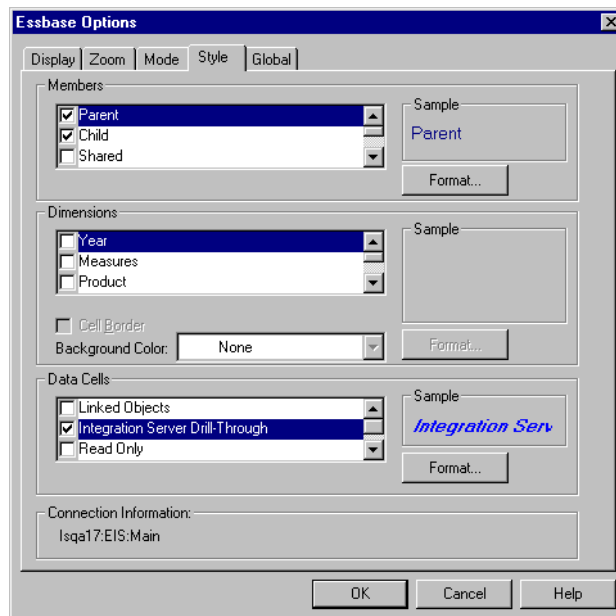 Essbase Options
Display Zoom Mode Style Global
Members
Parent
Child
Shared
Sample
Parent
Format...
Dimensions
Year
Measures
Product
Sample
Cell Border
Background Color: None
Format...
Data Cells
Linked Objects
Integration Server Drill-Through
Read Only
Sample
Integration Serv
Format...
Connection Information:
Isqa17:EIS:Main
OK Cancel Help